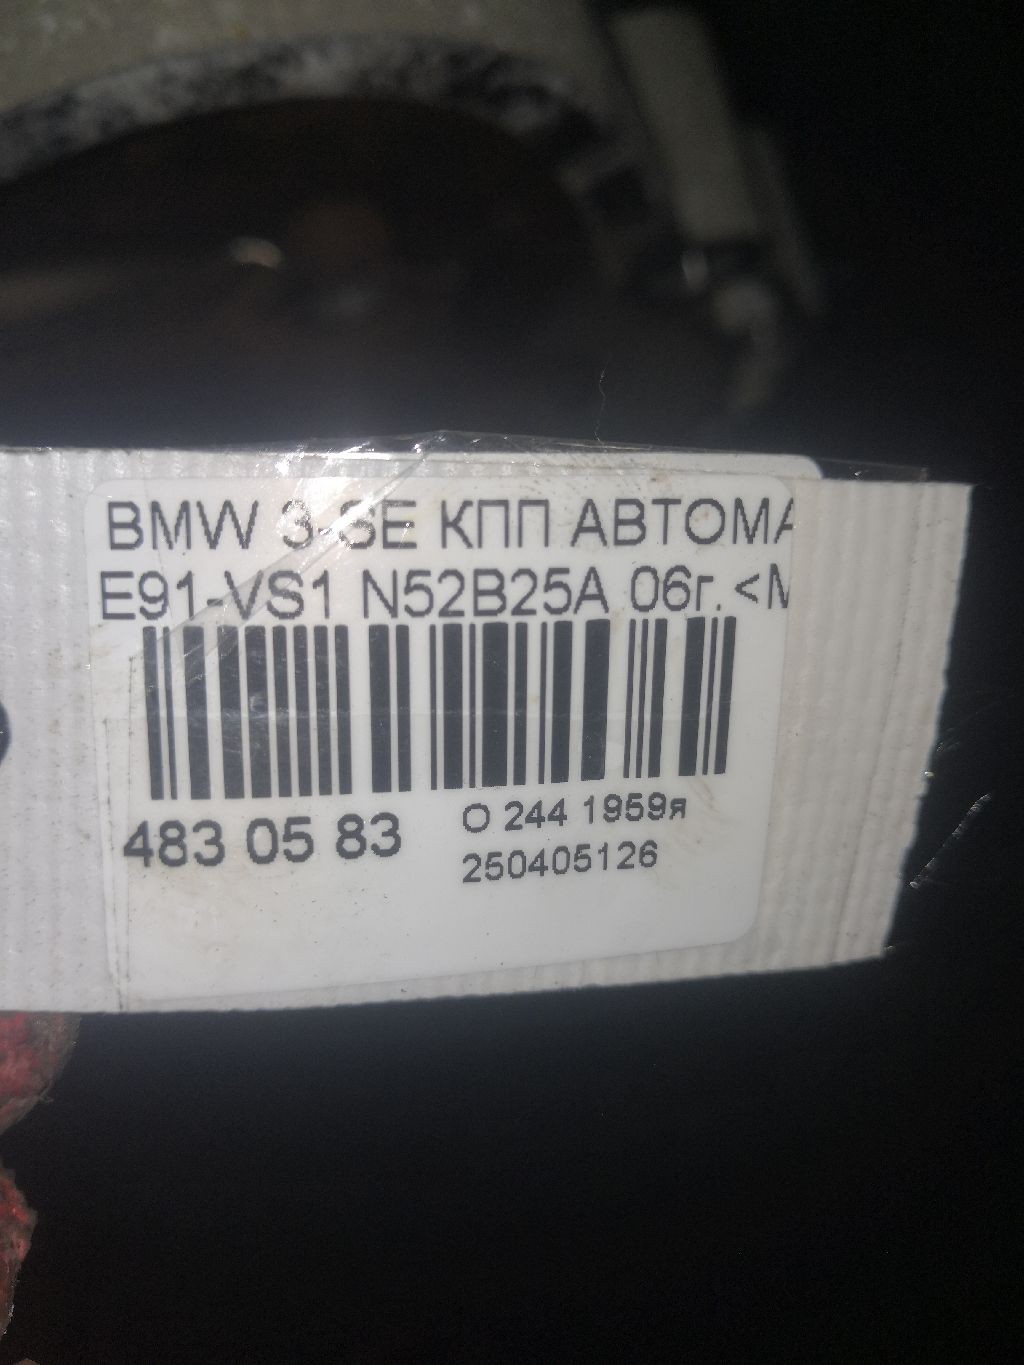 BMW 3-SE КПП АВТОМА
E91-VS1 N52B25A 06г. <М
483 05 83
О 244 1959я
250405126